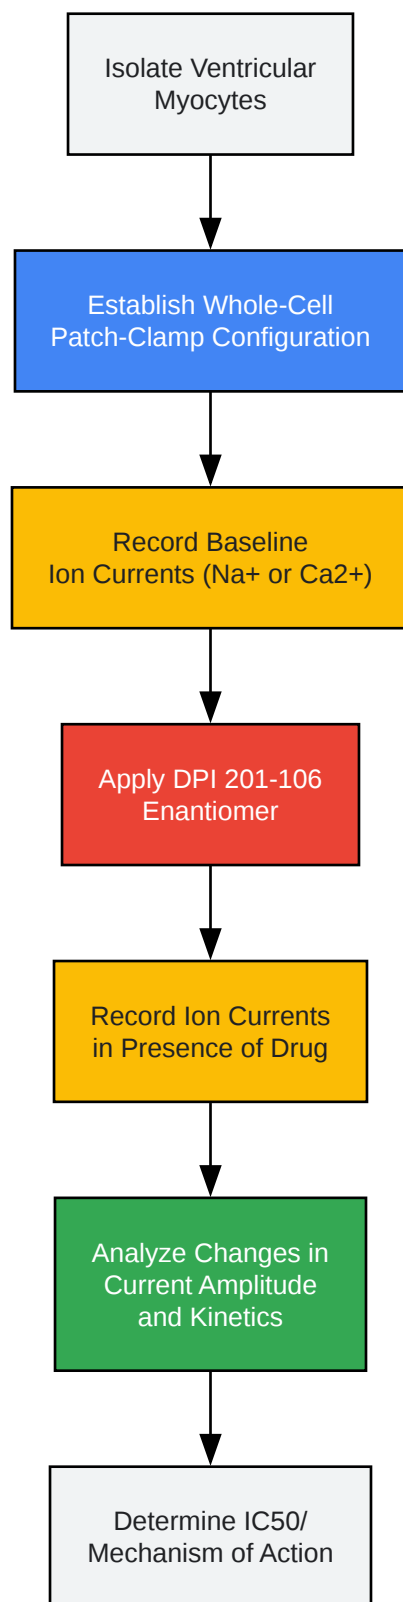 Isolate Ventricular
Myocytes
Establish Whole-Cell
Patch-Clamp Configuration
Record Baseline
Ion Currents (Na+ or Ca2+)
Apply DPI 201-106
Enantiomer
Record Ion Currents
in Presence of Drug
Analyze Changes in
Current Amplitude
and Kinetics
Determine IC50/
Mechanism of Action